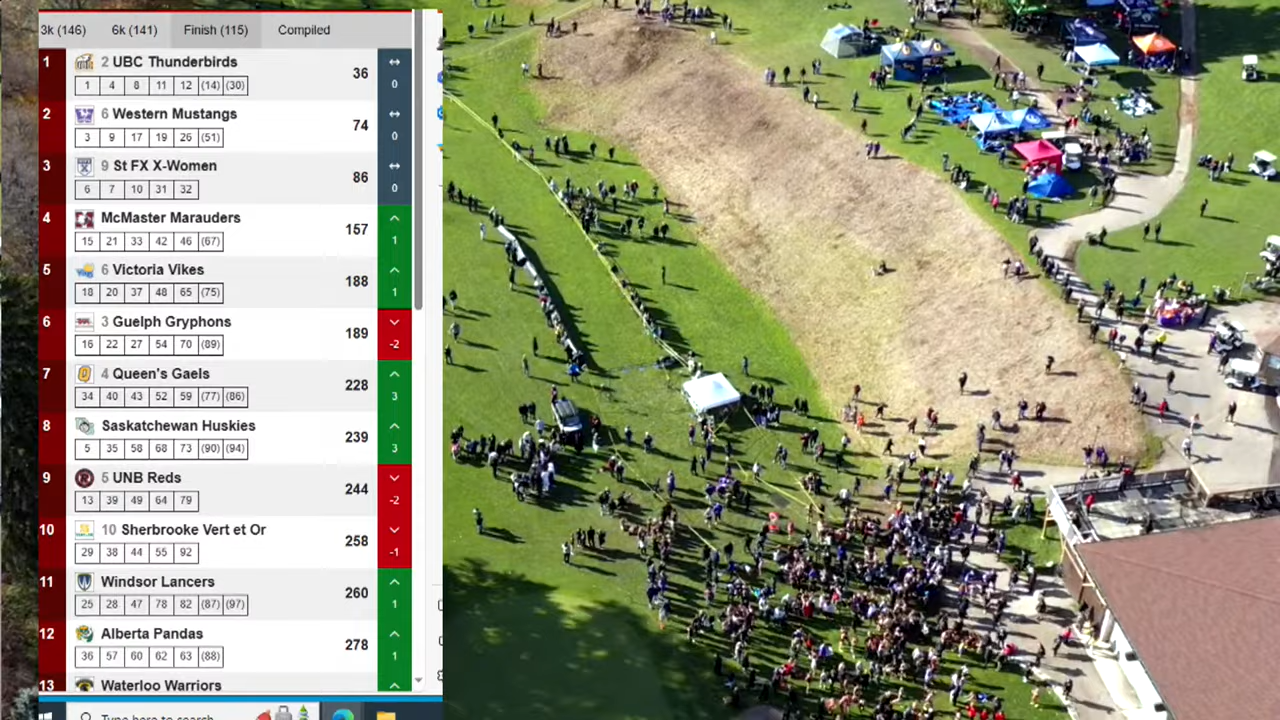 3k (146) 6k (141) Finish (115) Compiled
1 2 UBC Thunderbirds 36 ↔
1 4 8 11 12 (14) (30) 0
2 6 Western Mustangs 74 ↔
3 9 17 19 26 (51) 0
3 9 St FX X-Women 86 ↔
6 7 10 31 32 0
4 McMaster Marauders 157
15 21 33 42 46 (67) 1
5 6 Victoria Vikes 188
18 20 37 48 65 (75) 1
6 3 Guelph Gryphons 189
16 22 27 54 70 (89) -2
7 4 Queen's Gaels 228
34 40 43 52 59 (77) (86) 3
8 Saskatchewan Huskies 239
5 35 58 68 73 (90) (94) 3
9 5 UNB Reds 244
13 39 49 64 79 -2
10 10 Sherbrooke Vert et Or 258
29 38 44 55 92 -1
11 Windsor Lancers 260
25 28 47 78 82 (87) (97) 1
12 Alberta Pandas 278
36 57 60 62 63 (88) 1
13 Waterloo Warriors
Type here to search